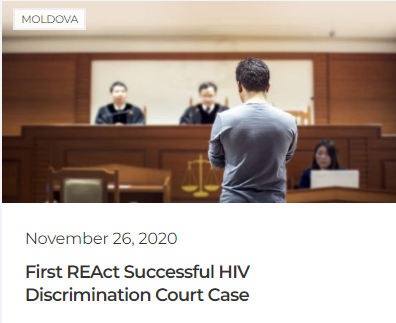 MOLDOVA
November 26, 2020
First REAct Successful HIV
Discrimination Court Case